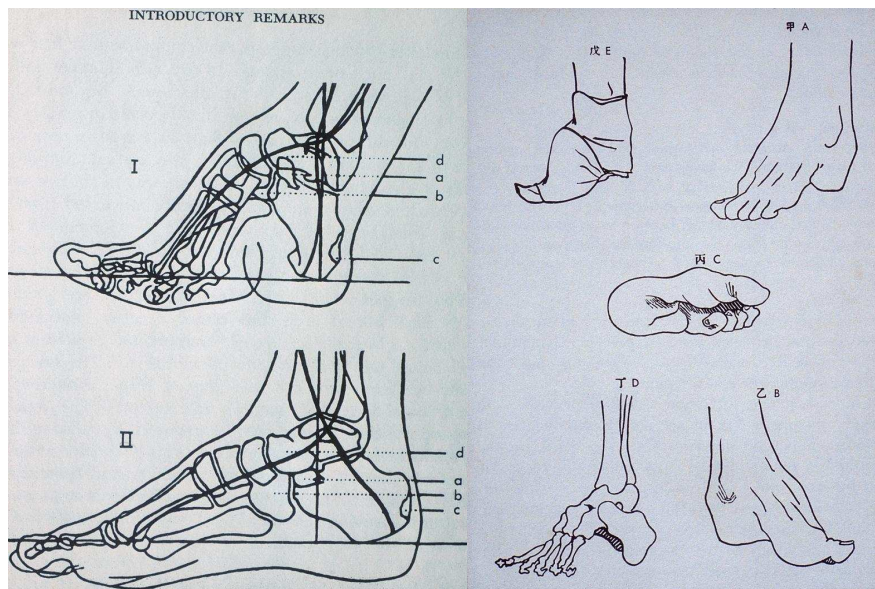 INTRODUCTORY REMARKS
I
d
a
b
c
II
d
a
b
c
戊 E
甲 A
丙 C
丁 D
乙 B